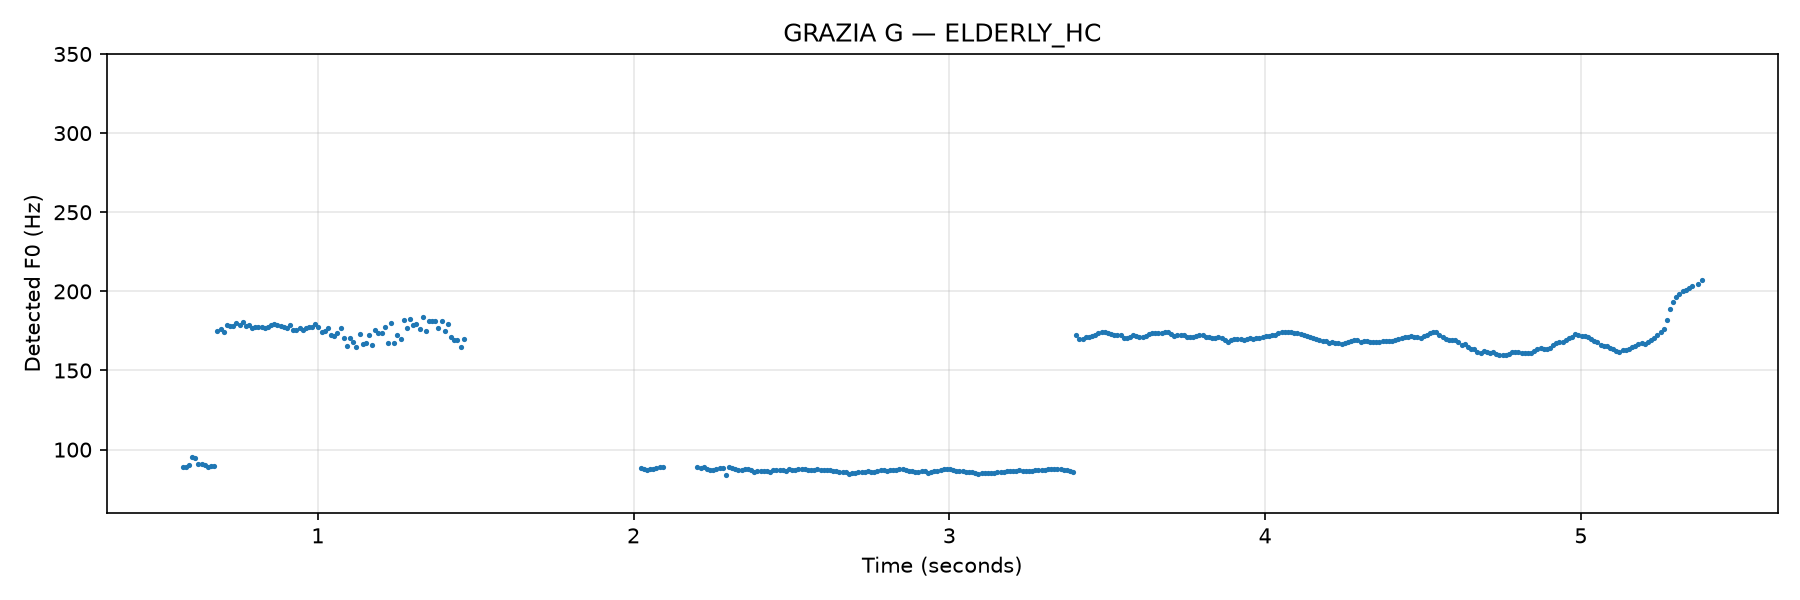 GRAZIA G — ELDERLY_HC
Detected F0 (Hz)
350
300
250
200
150
100
1 2 3 4 5
Time (seconds)